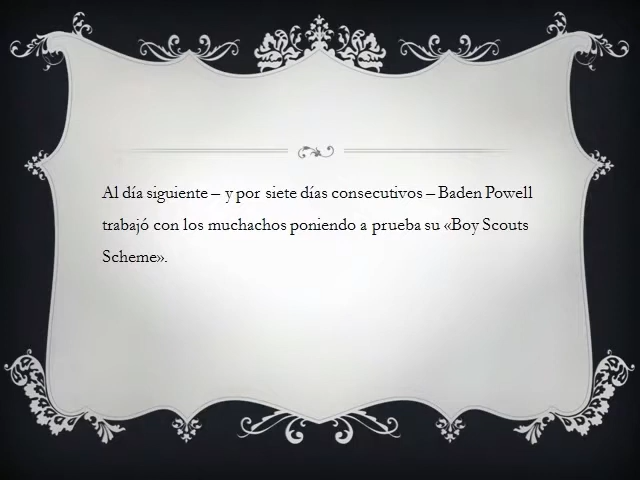 Al día siguiente – y por siete días consecutivos – Baden Powell
trabajó con los muchachos poniendo a prueba su «Boy Scouts
Scheme».